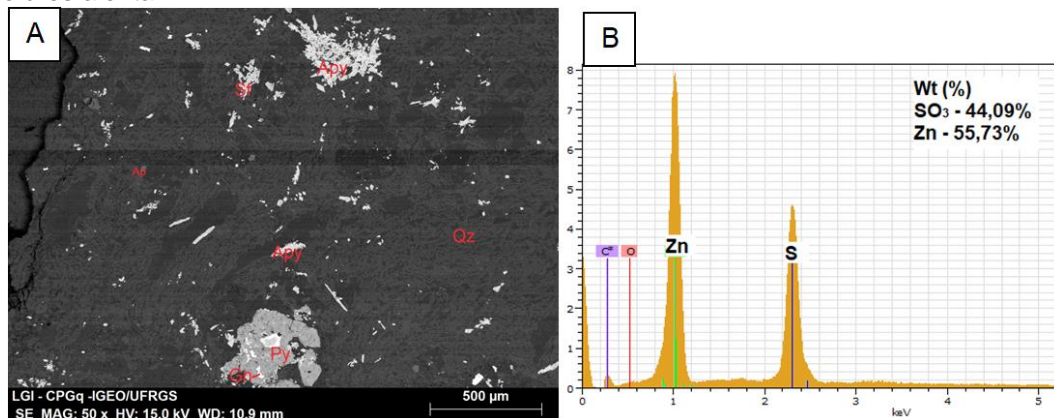 A
Apy
Sf
Qz
Apy
Py
Gn
LGI - CPGq -IGEO/UFRGS
SE MAG: 50 x HV: 15.0 kV WD: 10.9 mm
500 µm
B
8
7
6
5
4
3
2
1
0
Wt (%)
SO₃ - 44,09%
Zn - 55,73%
C
O
Zn
S
0 1 2 3 4 5
keV